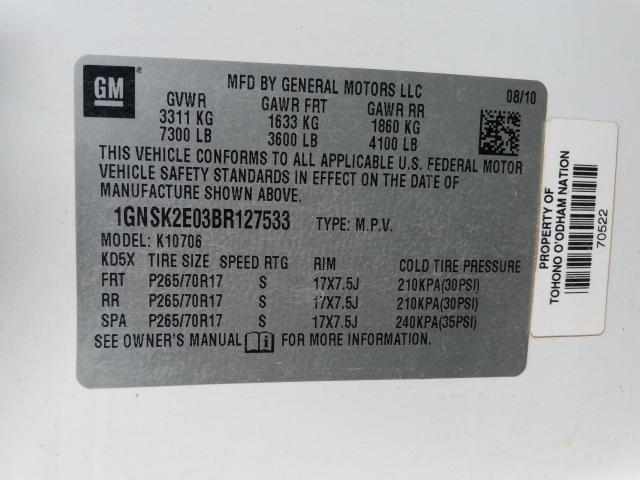 GM
MFD BY GENERAL MOTORS LLC
08/10
GVWR GAWR FRT GAWR RR
3311 KG 1633 KG 1860 KG
7300 LB 3600 LB 4100 LB
THIS VEHICLE CONFORMS TO ALL APPLICABLE U.S. FEDERAL MOTOR
VEHICLE SAFETY STANDARDS IN EFFECT ON THE DATE OF
MANUFACTURE SHOWN ABOVE.
1GNSK2E03BR127533 TYPE: M.P.V.
MODEL: K10706
KD5X TIRE SIZE SPEED RTG RIM COLD TIRE PRESSURE
FRT P265/70R17 S 17X7.5J 210KPA(30PSI)
RR P265/70R17 S 17X7.5J 210KPA(30PSI)
SPA P265/70R17 S 17X7.5J 240KPA(35PSI)
SEE OWNER'S MANUAL FOR MORE INFORMATION.
PROPERTY OF
TOHONO O'ODHAM NATION
70522